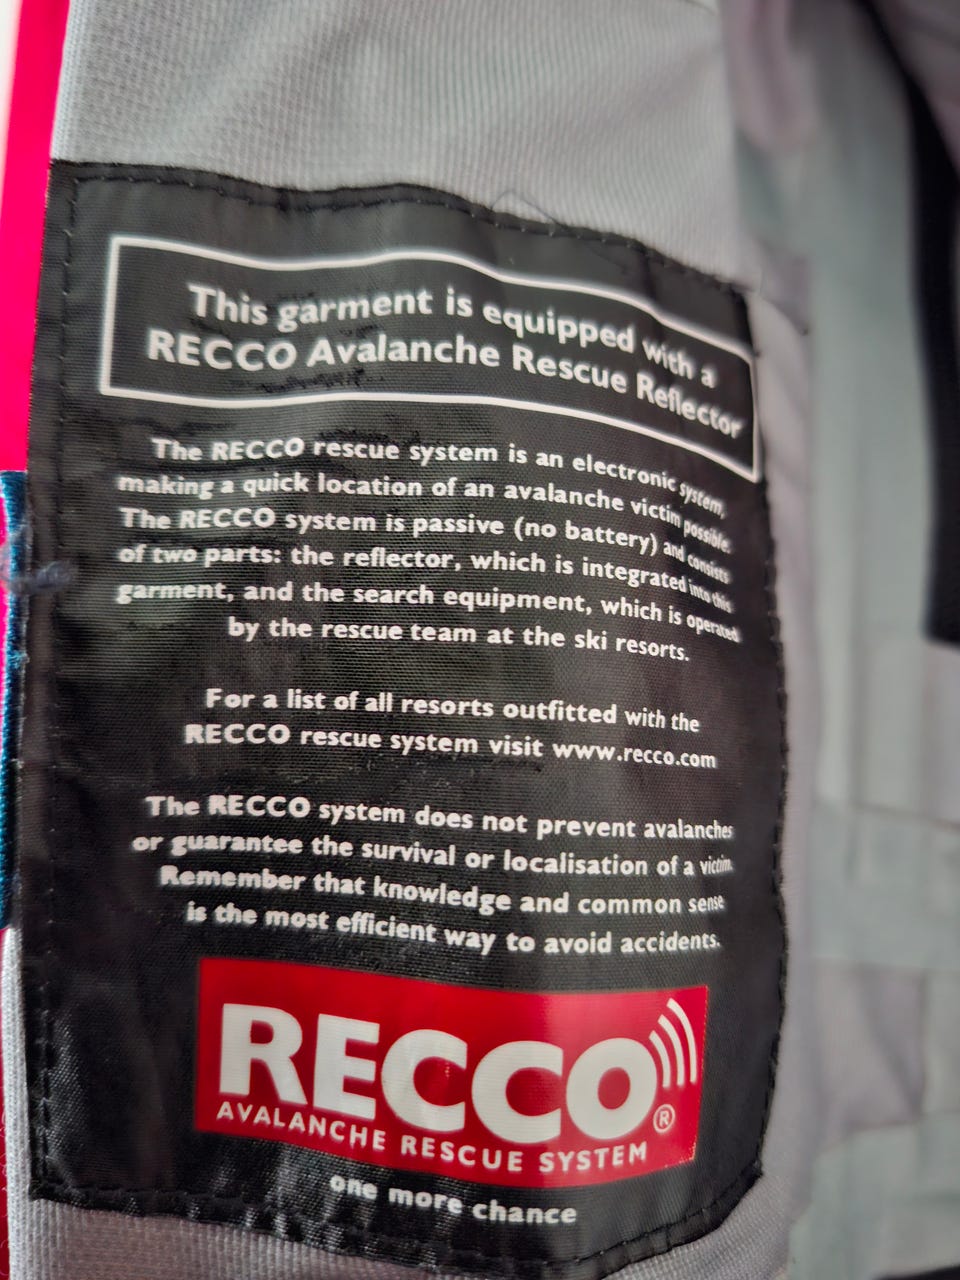 This garment is equipped with a
RECCO Avalanche Rescue Reflector
The RECCO rescue system is an electronic system,
making a quick location of an avalanche victim possible.
The RECCO system is passive (no battery) and consists
of two parts: the reflector, which is integrated into this
garment, and the search equipment, which is operated
by the rescue team at the ski resorts.
For a list of all resorts outfitted with the
RECCO rescue system visit www.recco.com
The RECCO system does not prevent avalanches
or guarantee the survival or localisation of a victim.
Remember that knowledge and common sense
is the most efficient way to avoid accidents.
RECCO®
AVALANCHE RESCUE SYSTEM
one more chance